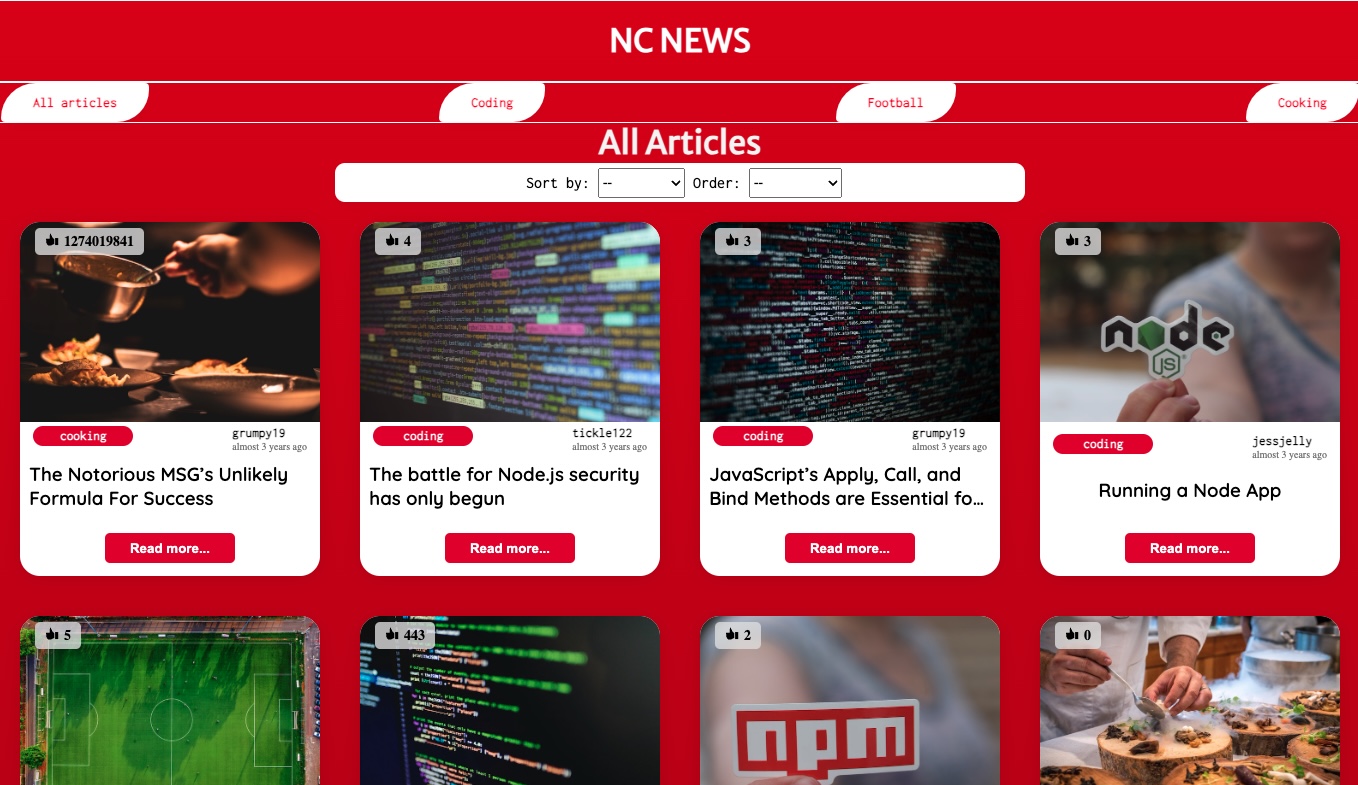 NC NEWS
All articles
Coding
Football
Cooking
All Articles
Sort by: -- Order: --
1274019841
4
3
3
node
JS
cooking
grumpy19
almost 3 years ago
The Notorious MSG’s Unlikely
Formula For Success
Read more...
coding
tickle122
almost 3 years ago
The battle for Node.js security
has only begun
Read more...
coding
grumpy19
almost 3 years ago
JavaScript’s Apply, Call, and
Bind Methods are Essential fo...
Read more...
coding
jessjelly
almost 3 years ago
Running a Node App
Read more...
5
443
2
0
npm